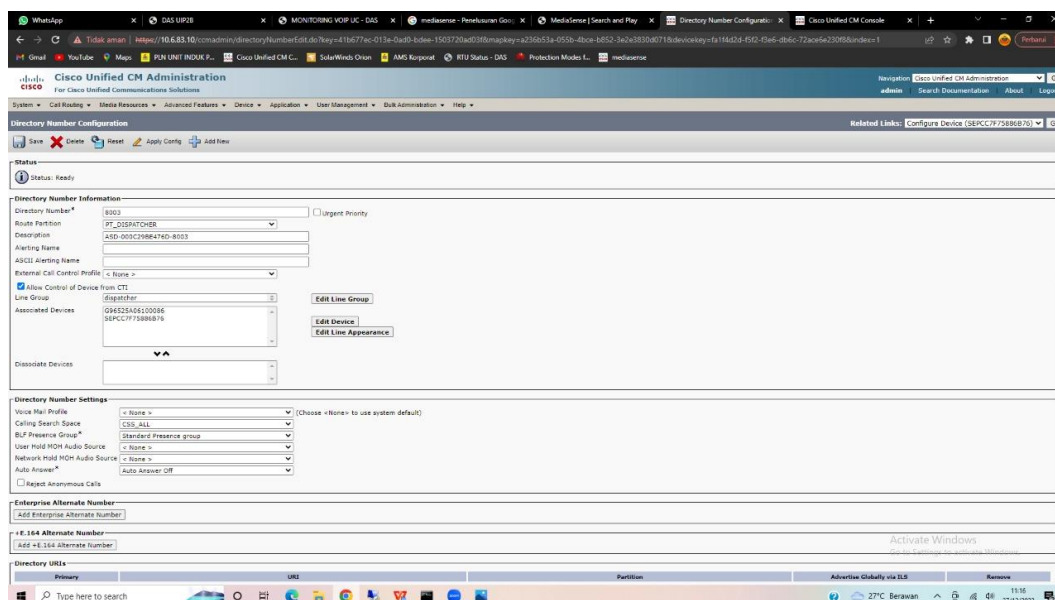 WhatsApp
DAS UIP2B
MONITORING VOIP UC - DAS
mediasense - Penelusuran Goog
MediaSense | Search and Play
Directory Number Configuration
Cisco Unified CM Console
Tidak aman
Gmail YouTube Maps PLN UNIT INDUK P... Cisco Unified CM C... SolarWinds Orion AMS Korporat RTU Status - DAS Protection Modes f... mediasense
Cisco Unified CM Administration
For Cisco Unified Communications Solutions
CISCO
Navigation Cisco Unified CM Administration
admin Search Documentation About
System Call Routing Media Resources Advanced Features Device Application User Management Bulk Administration Help
Directory Number Configuration
Related Links: Configure Device (SEPCC7F75886B76)
Save Delete Reset Apply Config Add New
Status
Status: Ready
Directory Number Information
Directory Number* 8003 Urgent Priority
Route Partition PT_DISPATCHER
Description ASD-000C29BE476D-8003
Alerting Name
ASCII Alerting Name
External Call Control Profile < None >
Allow Control of Device from CTI
Line Group dispatcher Edit Line Group
Associated Devices G96525A06100086
SEPCC7F75886B76
Edit Device
Edit Line Appearance
Dissociate Devices
Directory Number Settings
Voice Mail Profile < None > (Choose <None> to use system default)
Calling Search Space CSS_ALL
BLF Presence Group* Standard Presence group
User Hold MOH Audio Source < None >
Network Hold MOH Audio Source < None >
Auto Answer* Auto Answer Off
Reject Anonymous Calls
Enterprise Alternate Number
Add Enterprise Alternate Number
+E.164 Alternate Number
Add +E.164 Alternate Number
Activate Windows
Go to Settings to activate Windows.
Directory URIs
Primary URI Partition Advertise Globally via ILS Remove
Type here to search
27°C Berawan
11:16